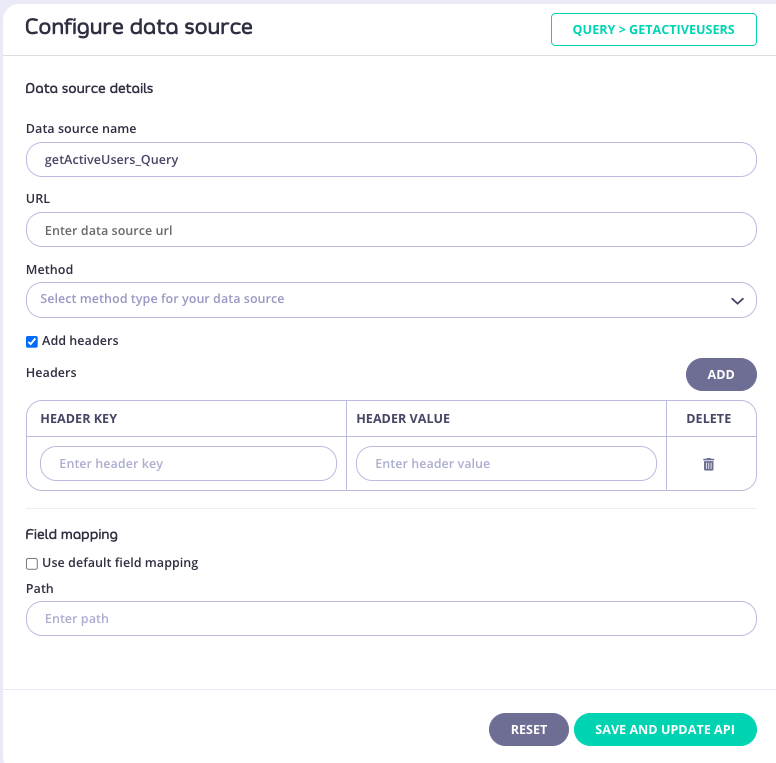 Configure data source
QUERY > GETACTIVEUSERS
Data source details
Data source name
getActiveUsers_Query
URL
Enter data source url
Method
Select method type for your data source
Add headers
Headers
ADD
HEADER KEY HEADER VALUE DELETE
Enter header key Enter header value
Field mapping
Use default field mapping
Path
Enter path
RESET SAVE AND UPDATE API